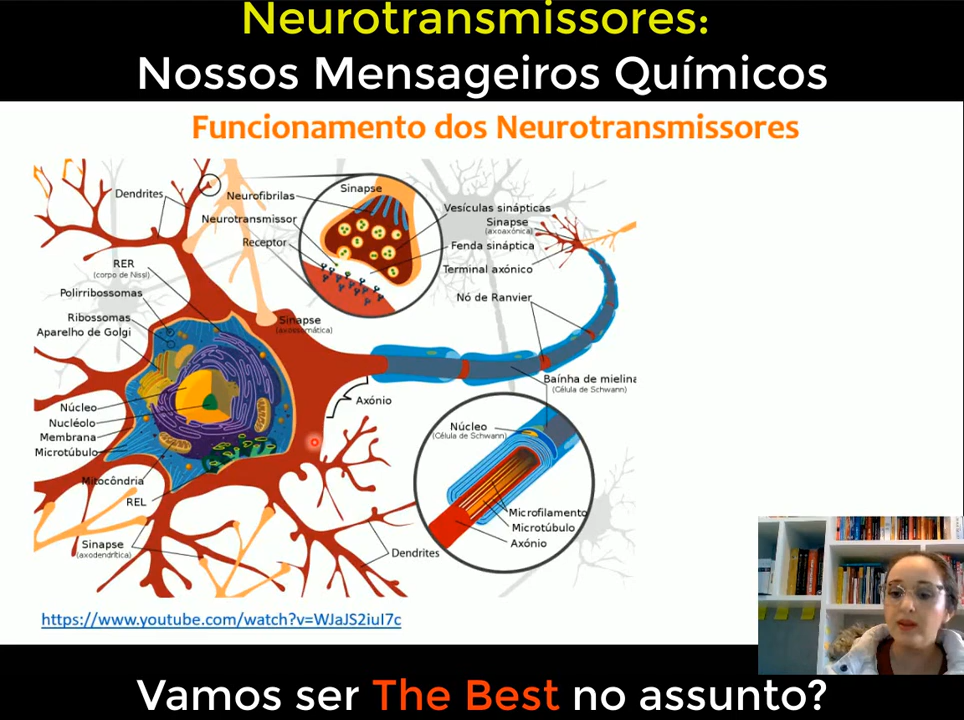 Neurotransmissores:
Nossos Mensageiros Químicos
Funcionamento dos Neurotransmissores
Dendrites
Neurofibrilas
Sinapse
Neurotransmissor
Vesículas sinápticas
Sinapse
(axoaxónica)
Receptor
Fenda sináptica
RER
(corpo de Nissl)
Terminal axónico
Polirribossomas
Nó de Ranvier
Ribossomas
Sinapse
(axossomática)
Aparelho de Golgi
Baínha de mielina
(Célula de Schwann)
Axónio
Núcleo
Nucléolo
Membrana
Microtúbulo
Núcleo
(Célula de Schwann)
Mitocôndria
REL
Microfilamento
Microtúbulo
Axónio
Sinapse
(axodendrítica)
Dendrites
https://www.youtube.com/watch?v=WJaJS2iuI7c
Vamos ser The Best no assunto?